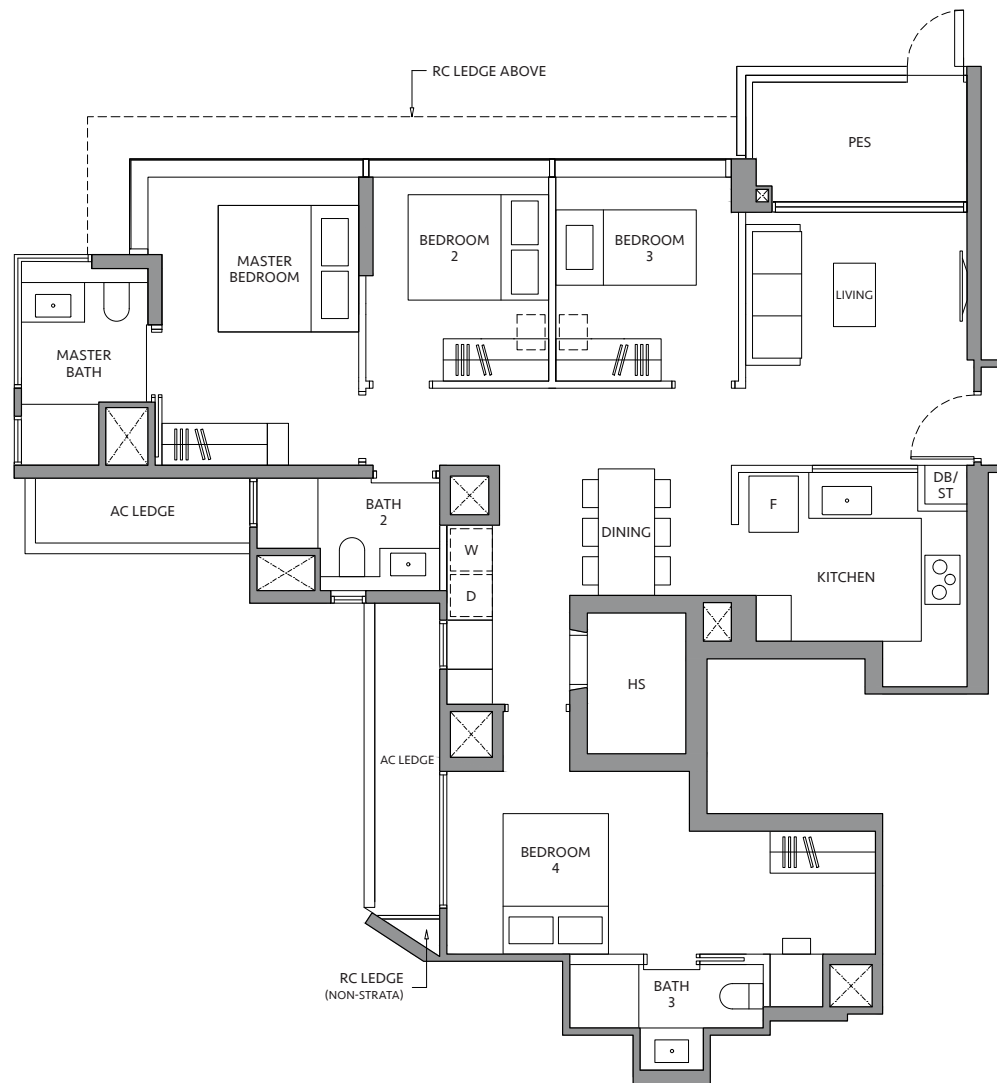 RC LEDGE ABOVE
PES
BEDROOM
2
BEDROOM
3
MASTER
BEDROOM
LIVING
MASTER
BATH
DB/
ST
AC LEDGE
BATH
2
F
W
DINING
D
KITCHEN
HS
AC LEDGE
BEDROOM
4
RC LEDGE
(NON-STRATA)
BATH
3